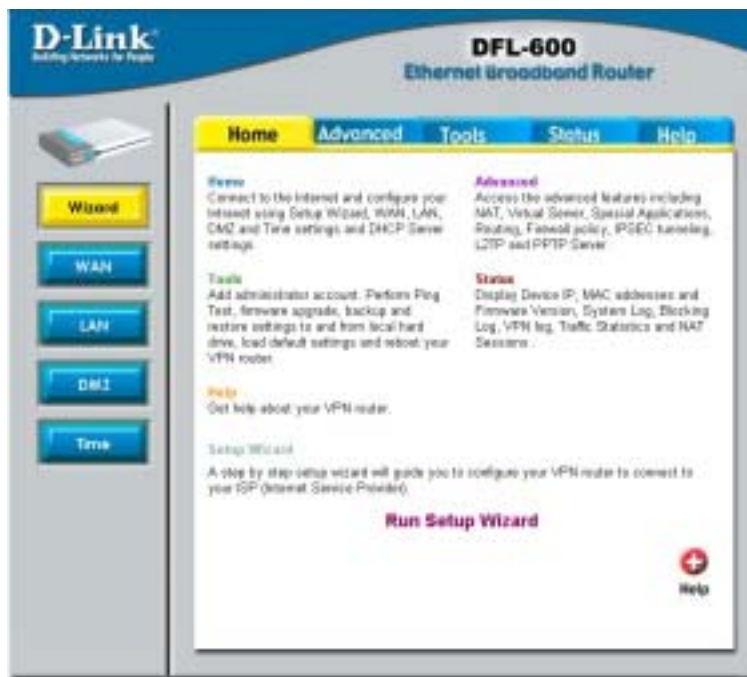 D-Link
Building Networks for People
DFL-600
Ethernet Broadband Router
Home
Advanced
Tools
Status
Help
Wizard
WAN
LAN
DMZ
Time
Home
Connect to the Internet and configure your
Intranet using Setup Wizard, WAN, LAN,
DMZ and Time settings and DHCP Server
settings.
Advanced
Access the advanced features including
NAT, Virtual Server, Special Applications,
Routing, Firewall policy, IPSEC tunneling,
L2TP and PPTP Server
Tools
Add administrator account. Perform Ping
Test, firmware upgrade, backup and
restore settings to and from local hard
drive, load default settings and reboot your
VPN router.
Status
Display Device IP, MAC addresses and
Firmware Version, System Log, Blocking
Log, VPN log, Traffic Statistics and NAT
Sessions .
Help
Get help about your VPN router.
Setup Wizard
A step by step setup wizard will guide you to configure your VPN router to connect to
your ISP (Internet Service Provider).
Run Setup Wizard
Help